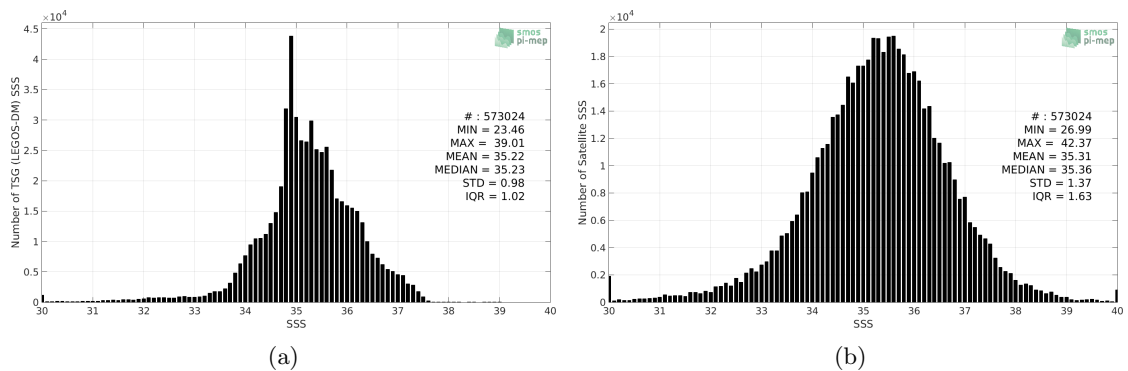 ×10⁴
4.5
4
3.5
3
2.5
2
1.5
1
0.5
0
Number of TSG (LEGOS-DM) SSS
smos
pi-mep
# : 573024
MIN = 23.46
MAX = 39.01
MEAN = 35.22
MEDIAN = 35.23
STD = 0.98
IQR = 1.02
30 31 32 33 34 35 36 37 38 39 40
SSS
(a)
×10⁴
2
1.8
1.6
1.4
1.2
1
0.8
0.6
0.4
0.2
0
Number of Satellite SSS
smos
pi-mep
# : 573024
MIN = 26.99
MAX = 42.37
MEAN = 35.31
MEDIAN = 35.36
STD = 1.37
IQR = 1.63
30 31 32 33 34 35 36 37 38 39 40
SSS
(b)